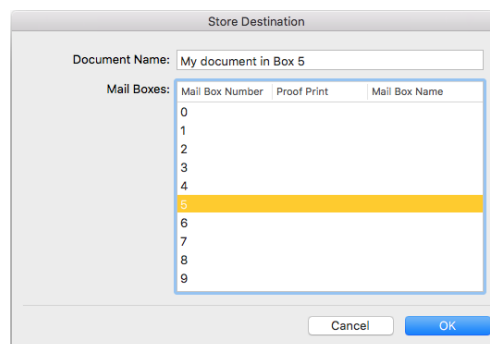 Store Destination
Document Name: My document in Box 5
Mail Boxes: Mail Box Number Proof Print Mail Box Name
0
1
2
3
4
5
6
7
8
9
Cancel OK